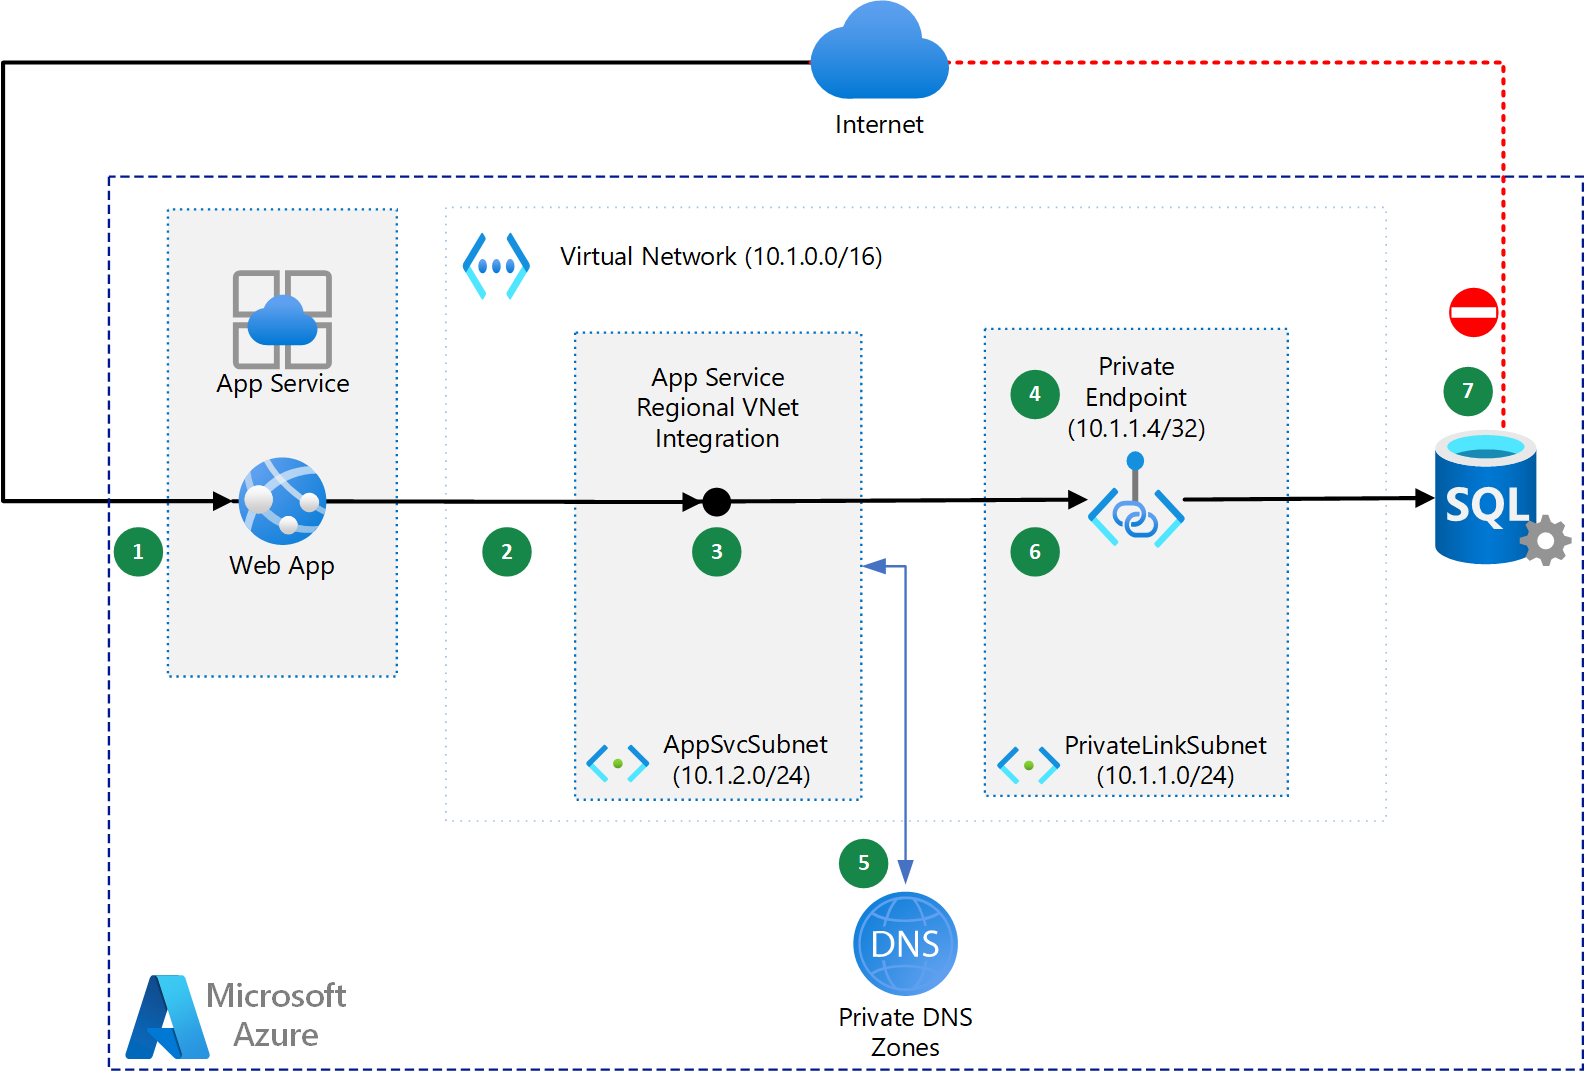 Internet
Virtual Network (10.1.0.0/16)
App Service
Web App
1
2
App Service
Regional VNet
Integration
3
AppSvcSubnet
(10.1.2.0/24)
4
Private
Endpoint
(10.1.1.4/32)
6
PrivateLinkSubnet
(10.1.1.0/24)
7
SQL
5
DNS
Private DNS
Zones
Microsoft
Azure